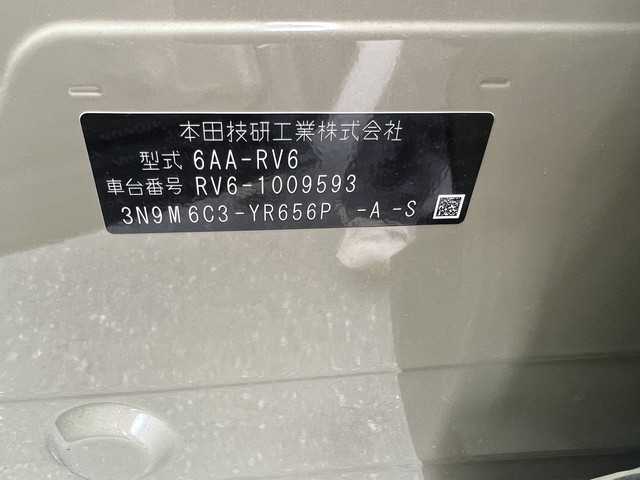 本田技研工業株式会社
型式 6AA-RV6
車台番号 RV6-1009593
3N9M6C3-YR656P -A-S